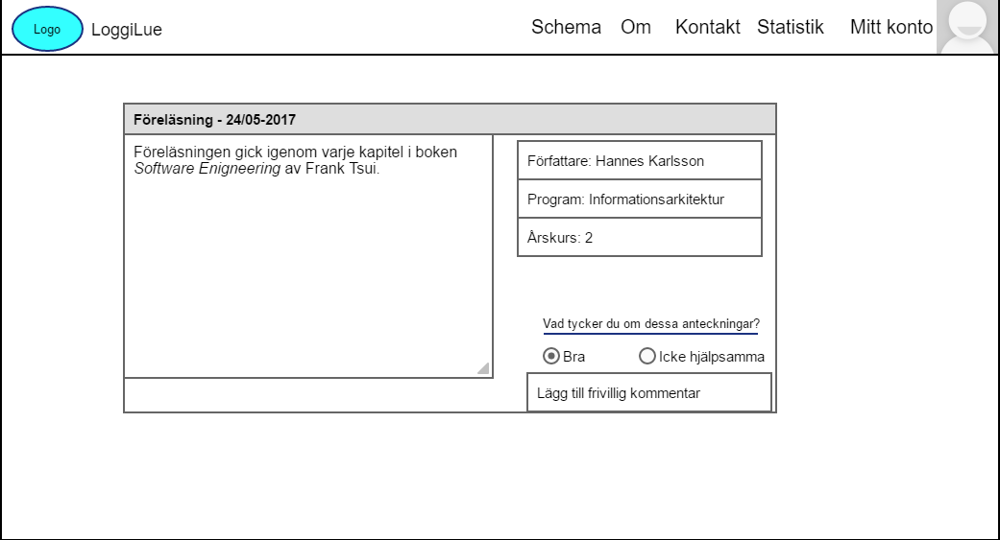 Logo
LoggiLue
Schema Om Kontakt Statistik Mitt konto
Föreläsning - 24/05-2017
Föreläsningen gick igenom varje kapitel i boken
Software Enigneering av Frank Tsui.
Författare: Hannes Karlsson
Program: Informationsarkitektur
Årskurs: 2
Vad tycker du om dessa anteckningar?
Bra Icke hjälpsamma
Lägg till frivillig kommentar